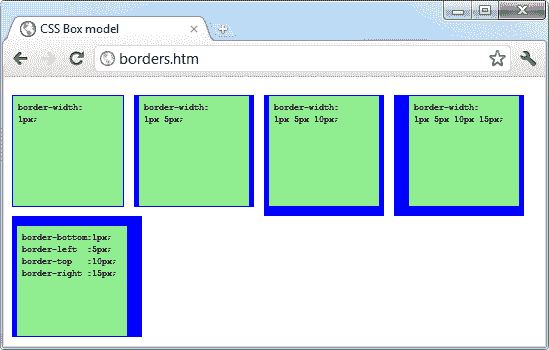 CSS Box model
borders.htm
border-width:
1px;
border-width:
1px 5px;
border-width:
1px 5px 10px;
border-width:
1px 5px 10px 15px;
border-bottom:1px;
border-left :5px;
border-top :10px;
border-right :15px;